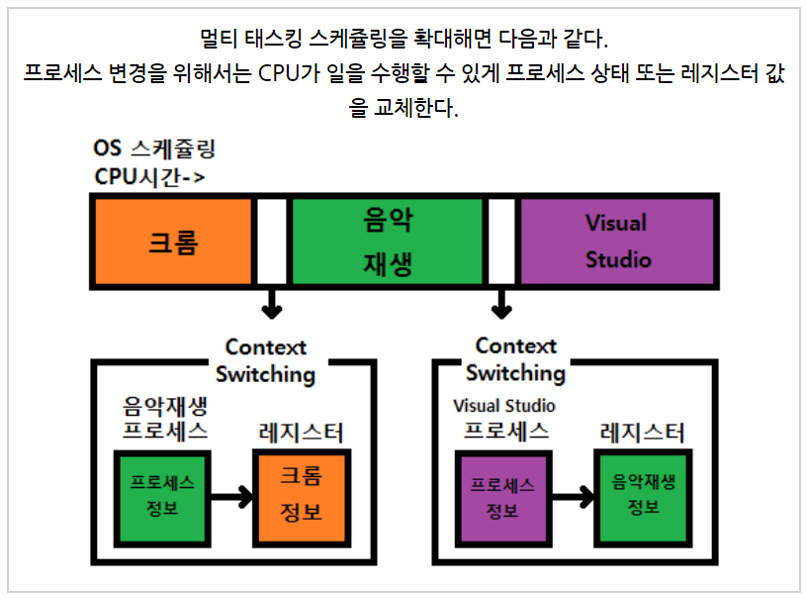 멀티 태스킹 스케쥴링을 확대해면 다음과 같다.
프로세스 변경을 위해서는 CPU가 일을 수행할 수 있게 프로세스 상태 또는 레지스터 값
을 교체한다.
OS 스케쥴링
CPU시간->
크롬
음악
재생
Visual
Studio
Context
Switching
음악재생
프로세스
레지스터
프로세스
정보
크롬
정보
Context
Switching
Visual Studio
프로세스
레지스터
프로세스
정보
음악재생
정보